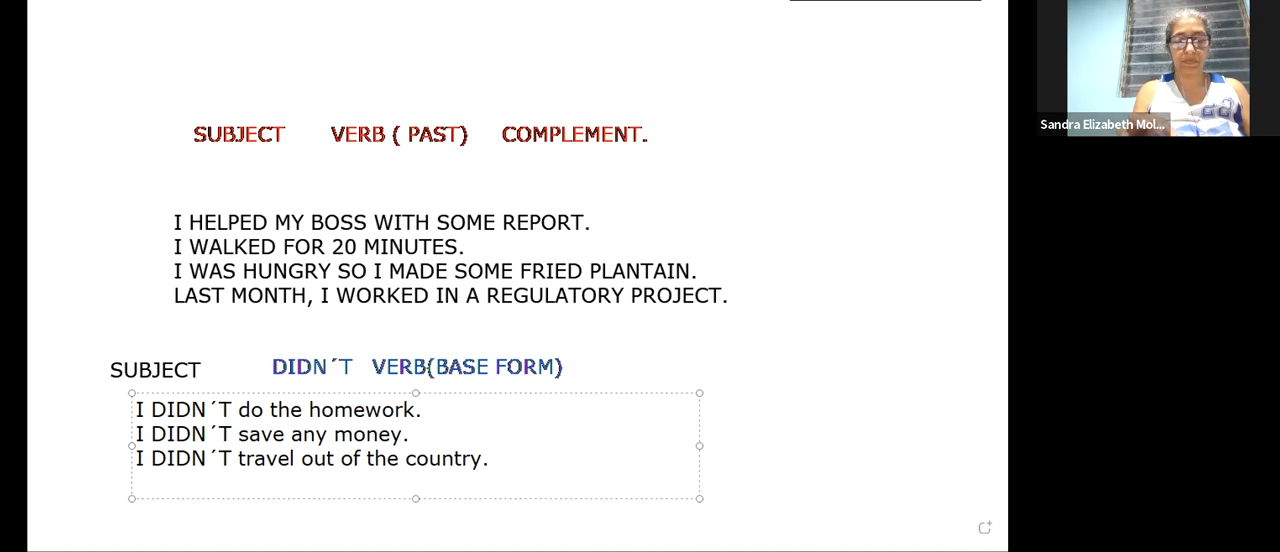 SUBJECT VERB ( PAST) COMPLEMENT.
I HELPED MY BOSS WITH SOME REPORT.
I WALKED FOR 20 MINUTES.
I WAS HUNGRY SO I MADE SOME FRIED PLANTAIN.
LAST MONTH, I WORKED IN A REGULATORY PROJECT.
SUBJECT DIDN´T VERB(BASE FORM)
I DIDN´T do the homework.
I DIDN´T save any money.
I DIDN´T travel out of the country.
Sandra Elizabeth Mol...